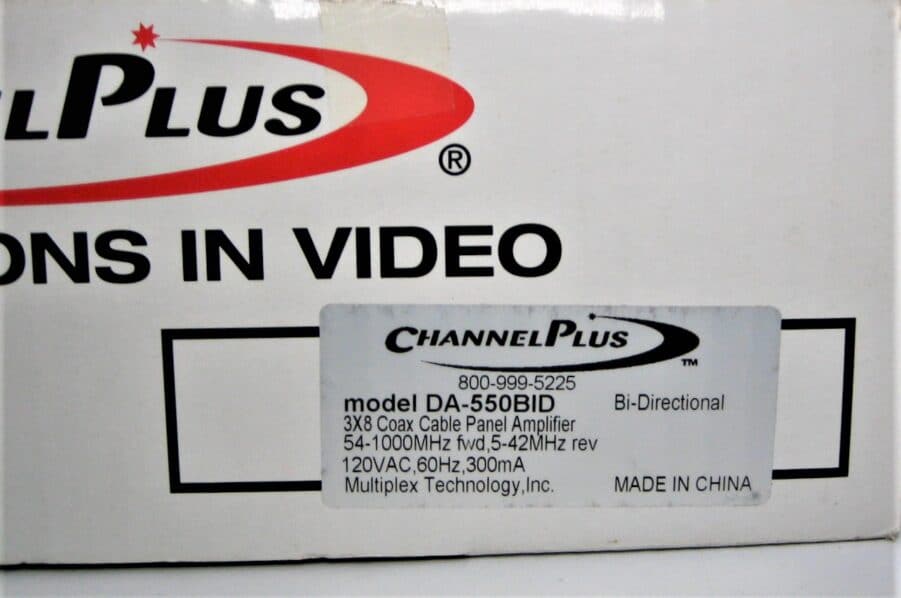 LPLUS
®
ONS IN VIDEO
CHANNELPLUS
™
800-999-5225
model DA-550BID Bi-Directional
3X8 Coax Cable Panel Amplifier
54-1000MHz fwd,5-42MHz rev
120VAC,60Hz,300mA
Multiplex Technology,Inc. MADE IN CHINA